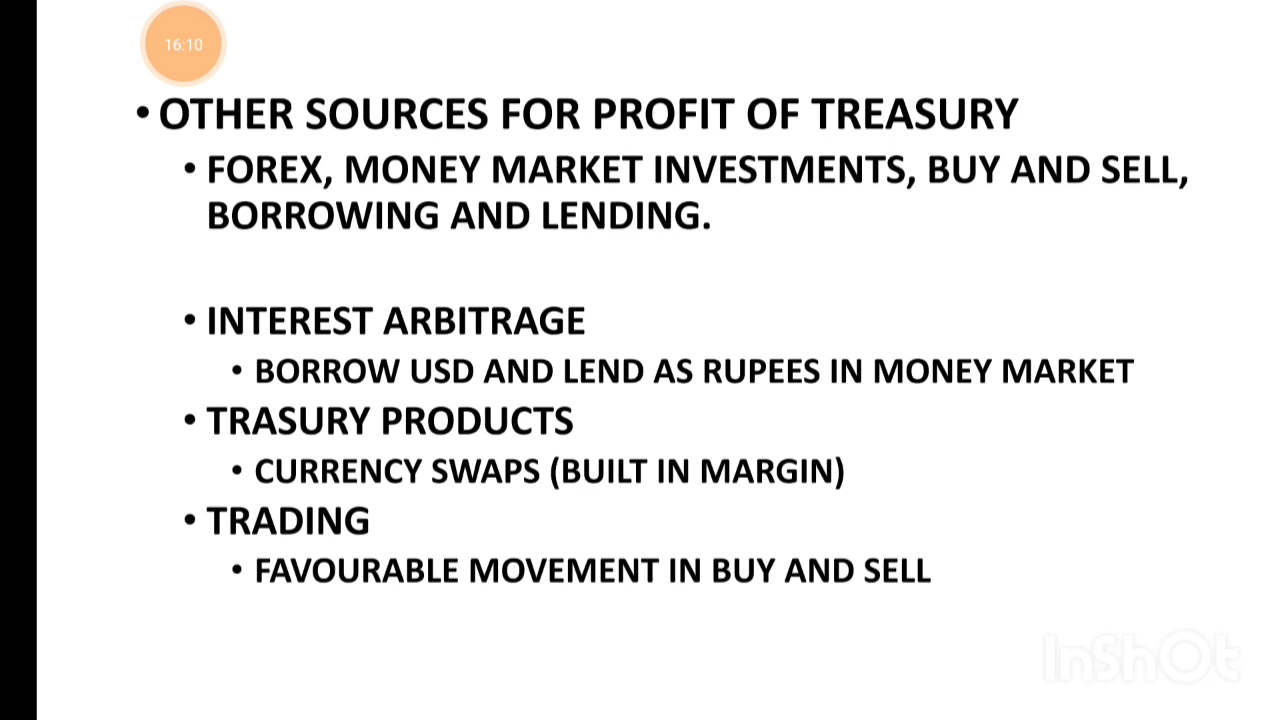 16:10
• OTHER SOURCES FOR PROFIT OF TREASURY
• FOREX, MONEY MARKET INVESTMENTS, BUY AND SELL,
BORROWING AND LENDING.
• INTEREST ARBITRAGE
• BORROW USD AND LEND AS RUPEES IN MONEY MARKET
• TRASURY PRODUCTS
• CURRENCY SWAPS (BUILT IN MARGIN)
• TRADING
• FAVOURABLE MOVEMENT IN BUY AND SELL
InShOt